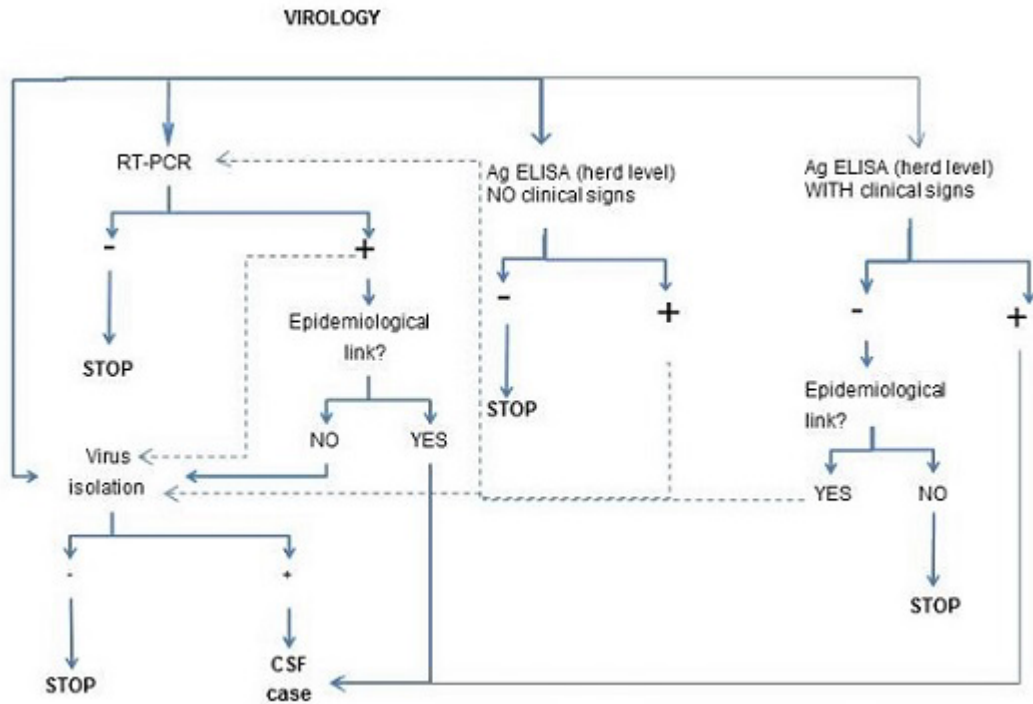 VIROLOGY
RT-PCR
Ag ELISA (herd level)
NO clinical signs
Ag ELISA (herd level)
WITH clinical signs
-
+
-
+
-
+
Epidemiological
link?
STOP
STOP
Epidemiological
link?
NO
YES
Virus
isolation
YES
NO
-
+
STOP
STOP
CSF
case